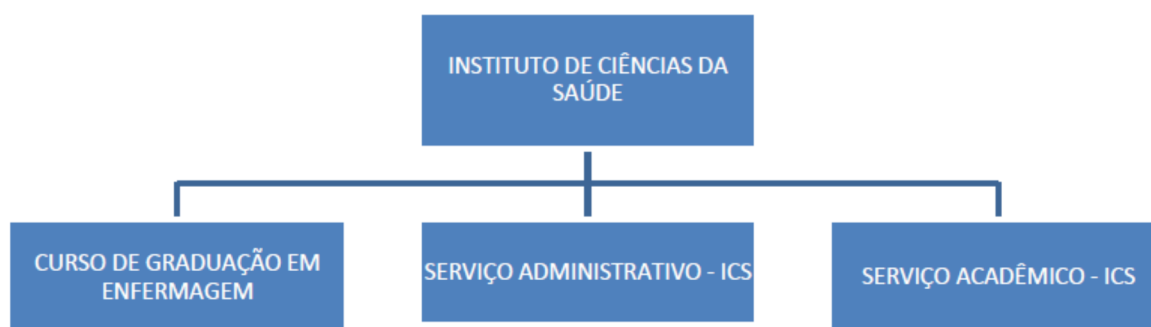 INSTITUTO DE CIÊNCIAS DA
SAÚDE
CURSO DE GRADUAÇÃO EM
ENFERMAGEM
SERVIÇO ADMINISTRATIVO - ICS
SERVIÇO ACADÊMICO - ICS